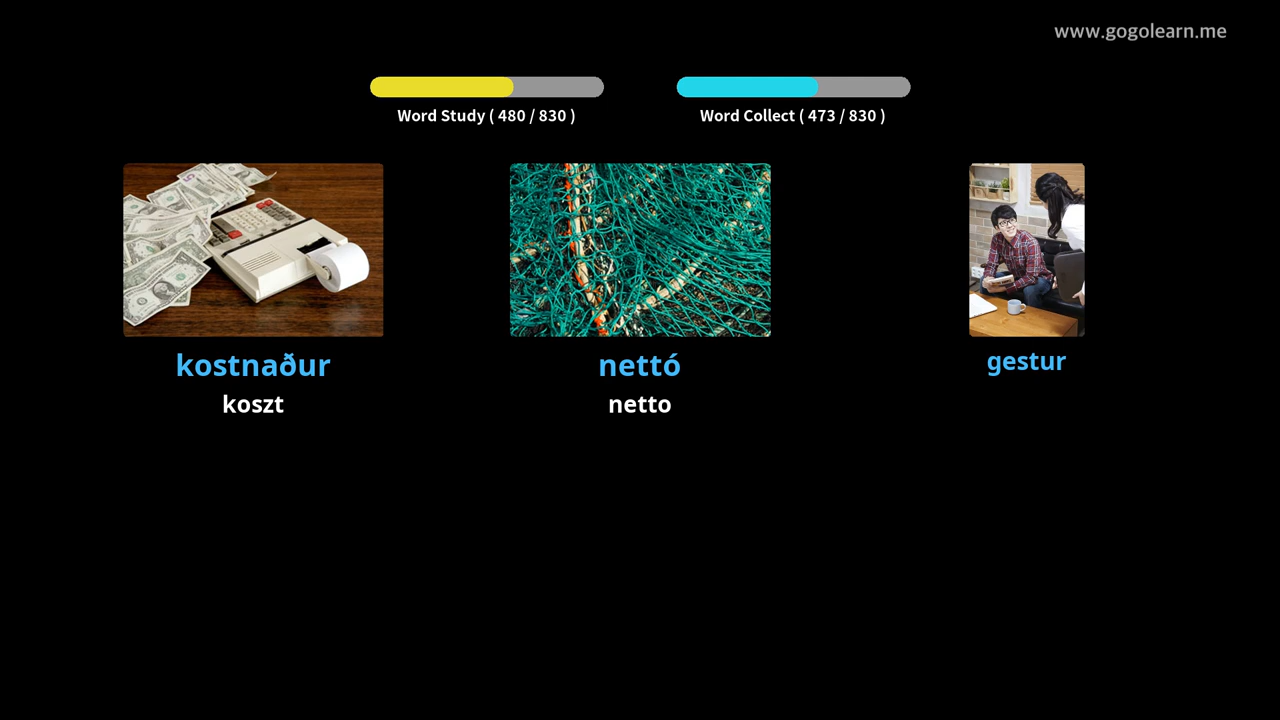 www.gogolearn.me
Word Study ( 480 / 830 )
Word Collect ( 473 / 830 )
kostnaður
koszt
nettó
netto
gestur